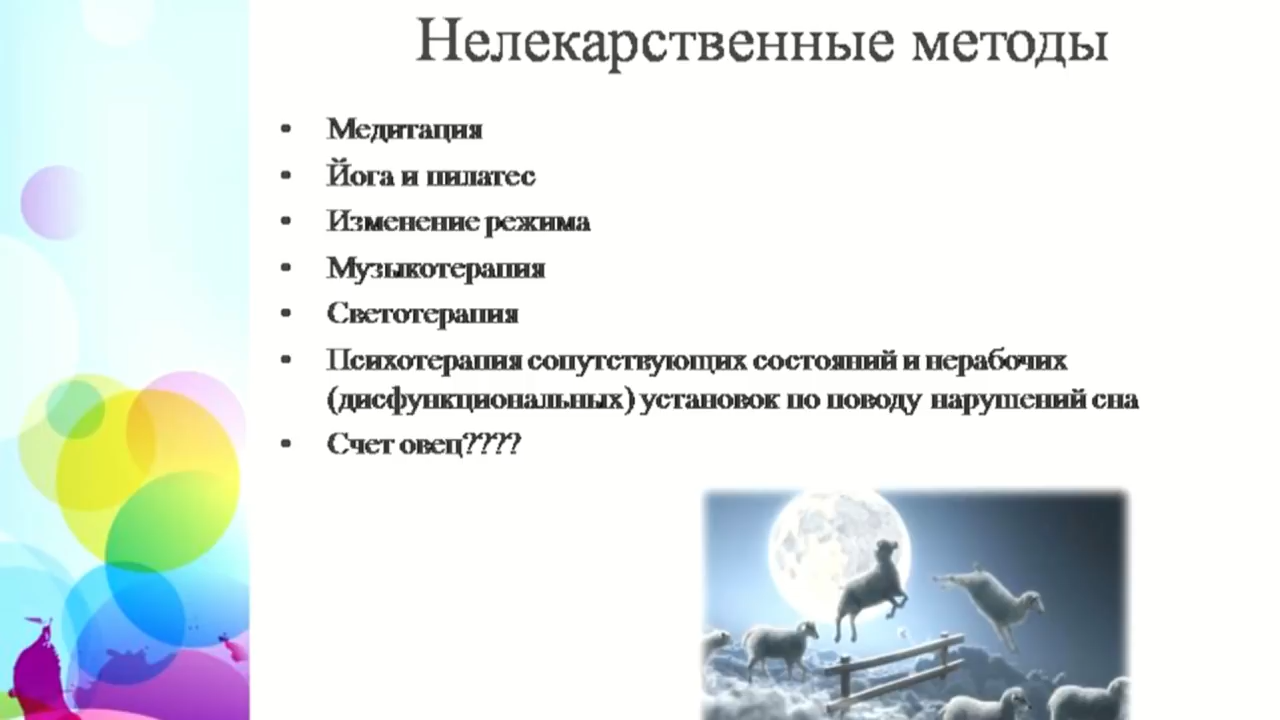 Нелекарственные методы
• Медитация
• Йога и пилатес
• Изменение режима
• Музыкотерапия
• Светотерапия
• Психотерапия сопутствующих состояний и нерабочих
(дисфункциональных) установок по поводу нарушений сна
• Счет овец????